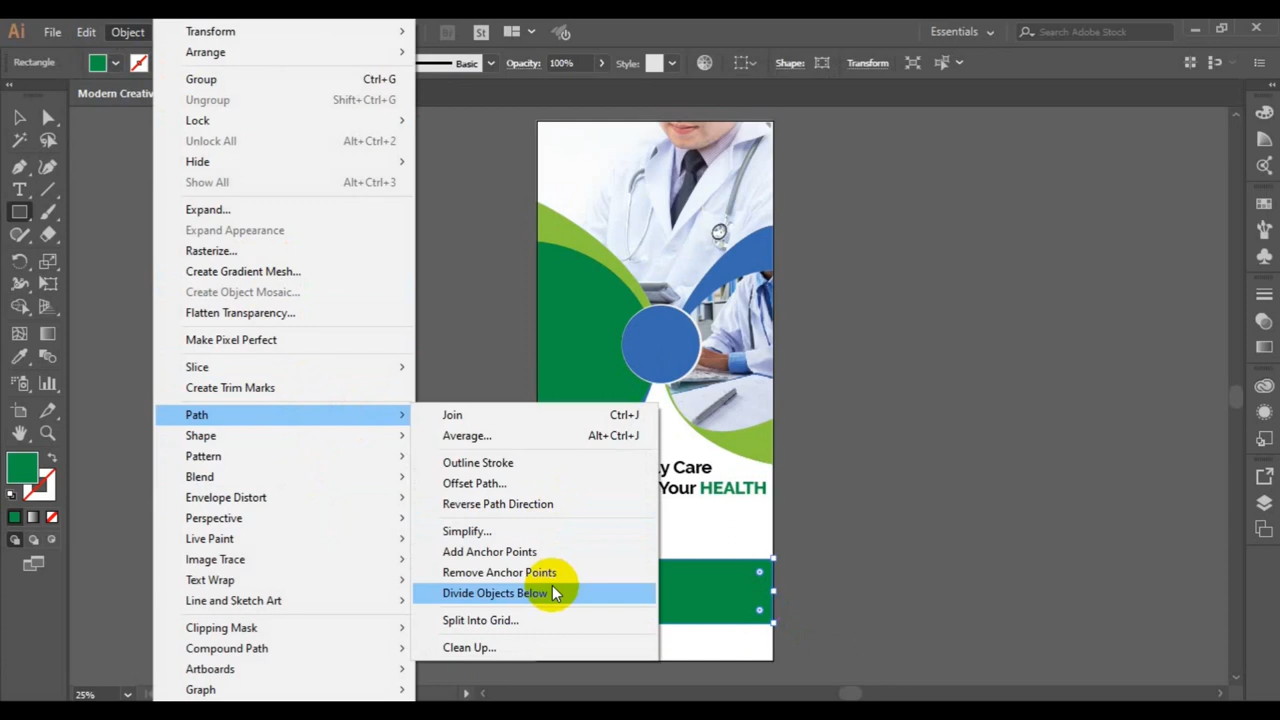 Ai File Edit Object Br St Essentials Search Adobe Stock
Rectangle Basic Opacity: 100% Style: Shape: Transform
Modern Creativ
Transform
Arrange
Group Ctrl+G
Ungroup Shift+Ctrl+G
Lock
Unlock All Alt+Ctrl+2
Hide
Show All Alt+Ctrl+3
Expand...
Expand Appearance
Rasterize...
Create Gradient Mesh...
Create Object Mosaic...
Flatten Transparency...
Make Pixel Perfect
Slice
Create Trim Marks
Path
Shape
Pattern
Blend
Envelope Distort
Perspective
Live Paint
Image Trace
Text Wrap
Line and Sketch Art
Clipping Mask
Compound Path
Artboards
Graph
Join Ctrl+J
Average... Alt+Ctrl+J
Outline Stroke
Offset Path...
Reverse Path Direction
Simplify...
Add Anchor Points
Remove Anchor Points
Divide Objects Below
Split Into Grid...
Clean Up...
y Care
Your HEALTH
25%